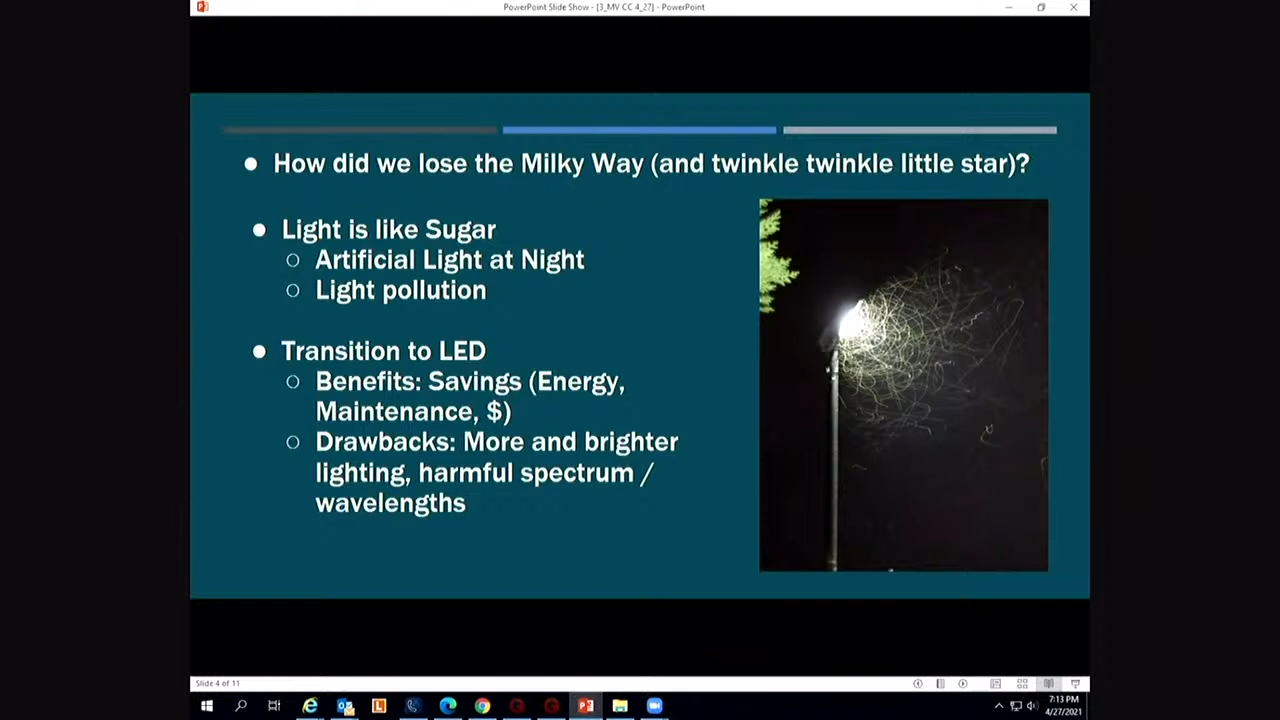 PowerPoint Slide Show - [3_MV CC 4_27] - PowerPoint
How did we lose the Milky Way (and twinkle twinkle little star)?
Light is like Sugar
Artificial Light at Night
Light pollution
Transition to LED
Benefits: Savings (Energy,
Maintenance, $)
Drawbacks: More and brighter
lighting, harmful spectrum /
wavelengths
Slide 4 of 11
7:13 PM
4/27/2021